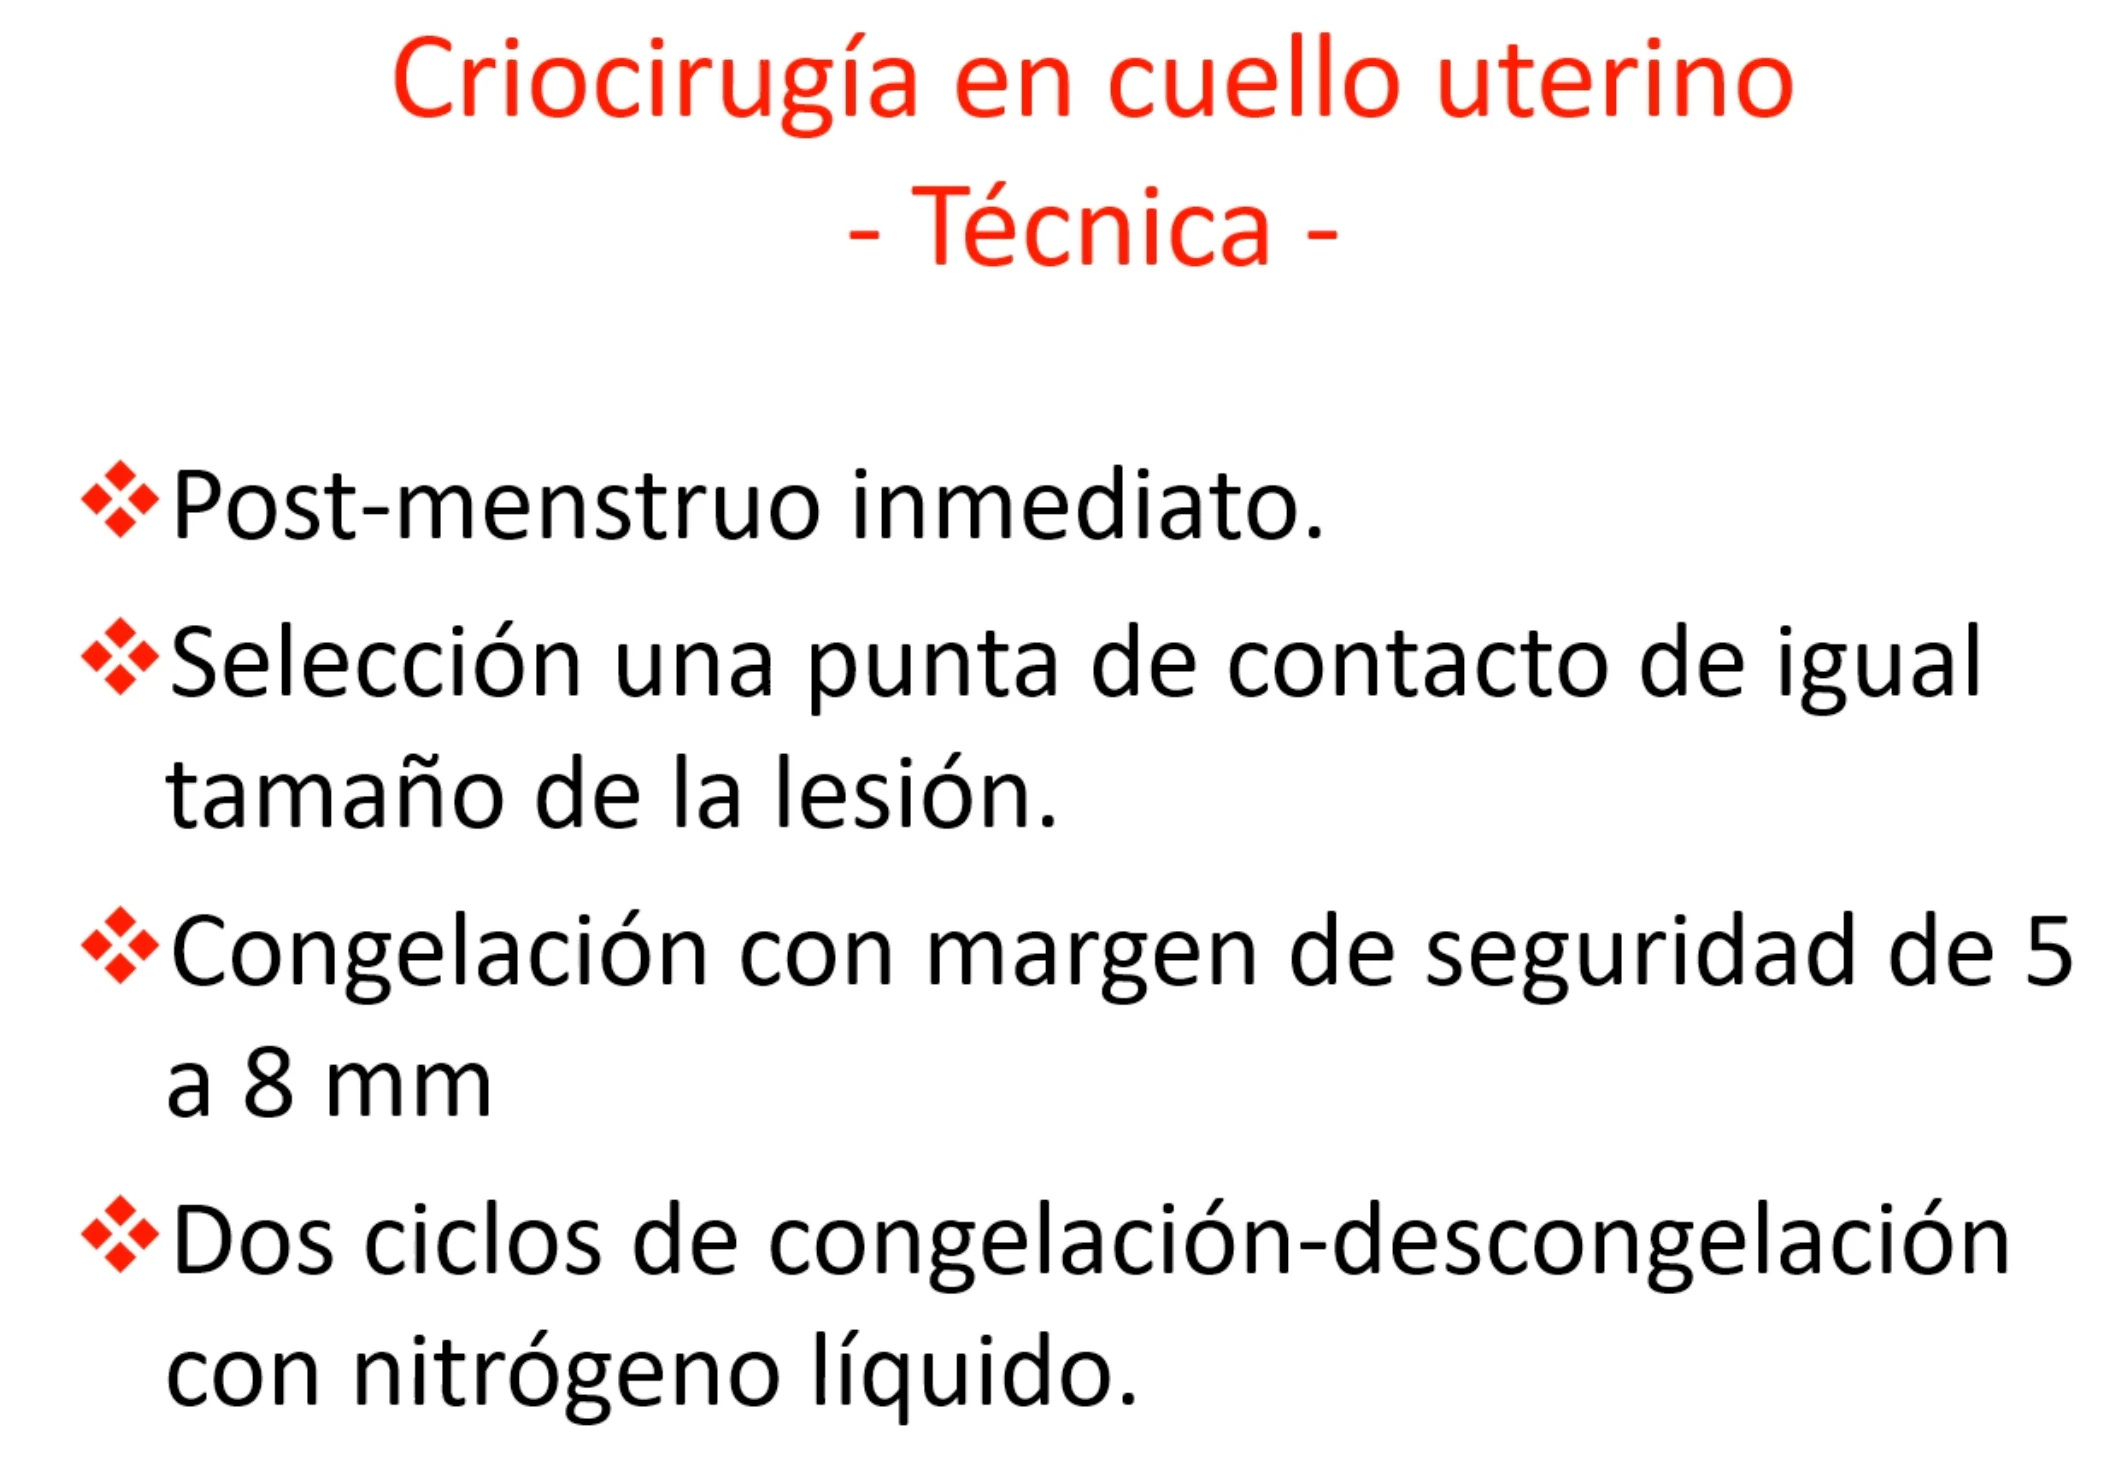 Criocirugía en cuello uterino
- Técnica -
❖Post-menstruo inmediato.
❖Selección una punta de contacto de igual
tamaño de la lesión.
❖Congelación con margen de seguridad de 5
a 8 mm
❖Dos ciclos de congelación-descongelación
con nitrógeno líquido.